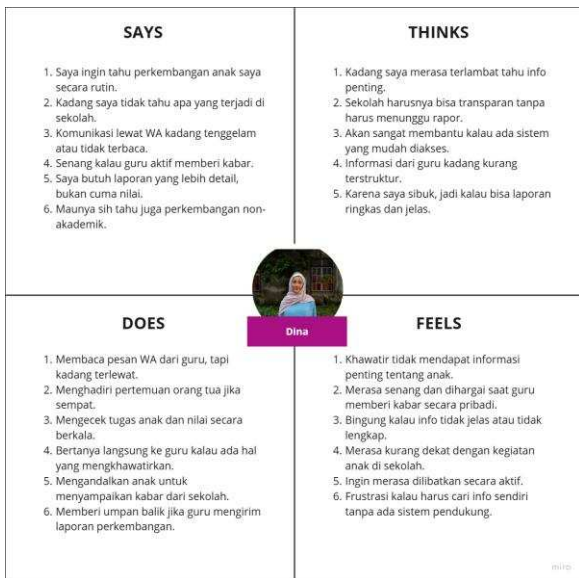 SAYS
1. Saya ingin tahu perkembangan anak saya
secara rutin.
2. Kadang saya tidak tahu apa yang terjadi di
sekolah.
3. Komunikasi lewat WA kadang tenggelam
atau tidak terbaca.
4. Senang kalau guru aktif memberi kabar.
5. Saya butuh laporan yang lebih detail,
bukan cuma nilai.
6. Maunya sih tahu juga perkembangan non-
akademik.
THINKS
1. Kadang saya merasa terlambat tahu info
penting.
2. Sekolah harusnya bisa transparan tanpa
harus menunggu rapor.
3. Akan sangat membantu kalau ada sistem
yang mudah diakses.
4. Informasi dari guru kadang kurang
terstruktur.
5. Karena saya sibuk, jadi kalau bisa laporan
ringkas dan jelas.
Dina
DOES
1. Membaca pesan WA dari guru, tapi
kadang terlewat.
2. Menghadiri pertemuan orang tua jika
sempat.
3. Mengecek tugas anak dan nilai secara
berkala.
4. Bertanya langsung ke guru kalau ada hal
yang mengkhawatirkan.
5. Mengandalkan anak untuk
menyampaikan kabar dari sekolah.
6. Memberi umpan balik jika guru mengirim
laporan perkembangan.
FEELS
1. Khawatir tidak mendapat informasi
penting tentang anak.
2. Merasa senang dan dihargai saat guru
memberi kabar secara pribadi.
3. Bingung kalau info tidak jelas atau tidak
lengkap.
4. Merasa kurang dekat dengan kegiatan
anak di sekolah.
5. Ingin merasa dilibatkan secara aktif.
6. Frustrasi kalau harus cari info sendiri
tanpa ada sistem pendukung.
miro